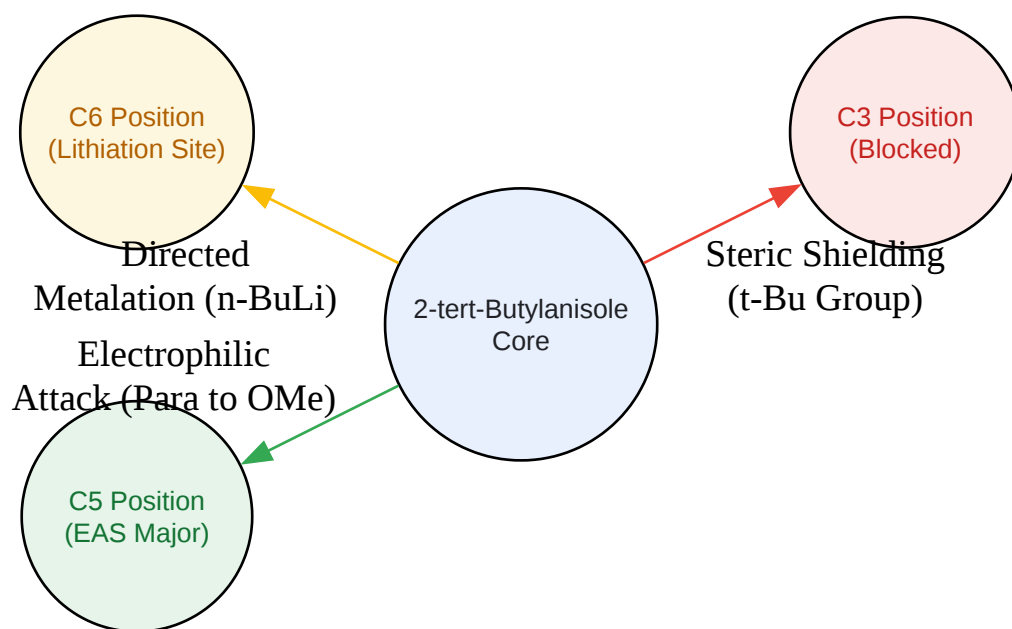 C6 Position
(Lithiation Site)
C3 Position
(Blocked)
Directed
Metalation (n-BuLi)
Steric Shielding
(t-Bu Group)
2-tert-Butylanisole
Core
Electrophilic
Attack (Para to OMe)
C5 Position
(EAS Major)